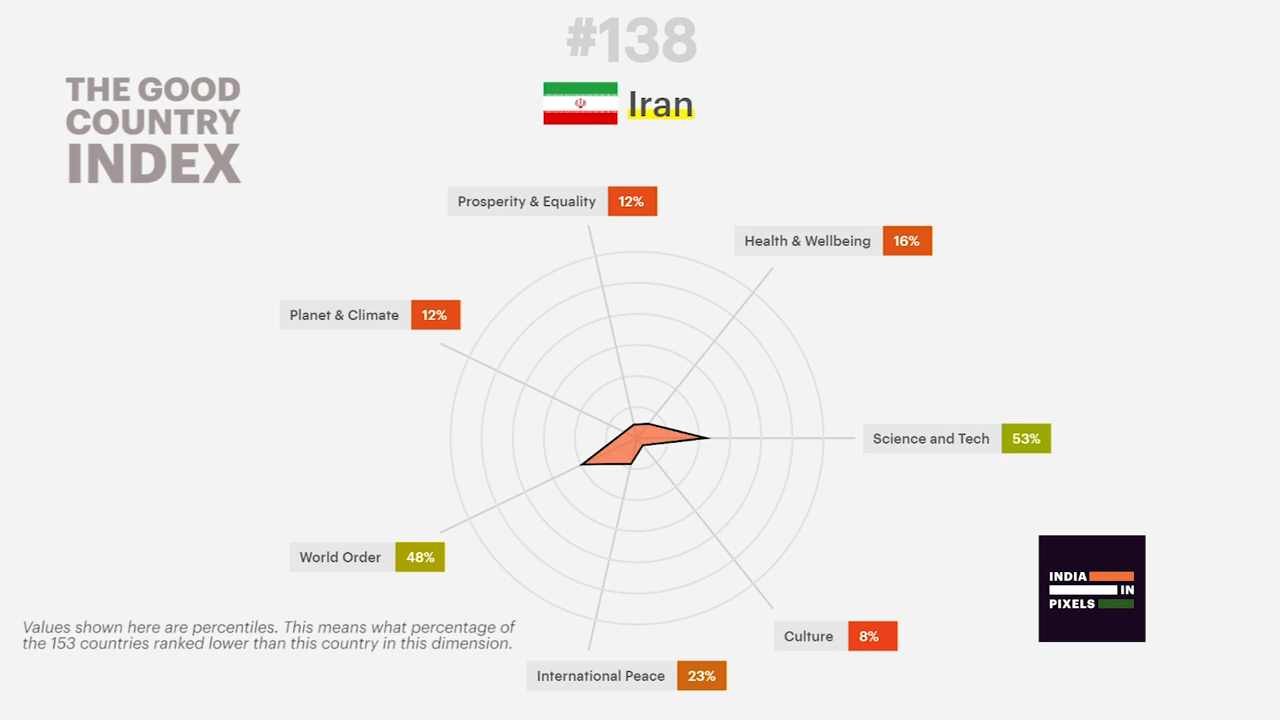 #138
THE GOOD
COUNTRY
INDEX
Iran
Prosperity & Equality 12%
Health & Wellbeing 16%
Planet & Climate 12%
Science and Tech 53%
World Order 48%
INDIA
IN
PIXELS
Values shown here are percentiles. This means what percentage of
the 153 countries ranked lower than this country in this dimension.
Culture 8%
International Peace 23%